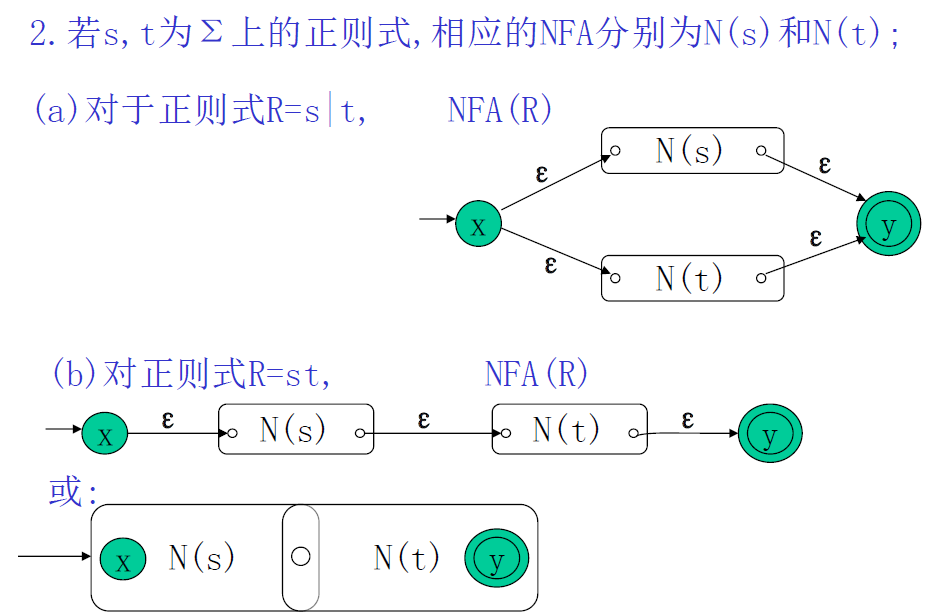 2.若s,t为Σ上的正则式,相应的NFA分别为N(s)和N(t);
(a)对于正则式R=s|t, NFA(R)
N(s)
ε ε
x y
ε ε
N(t)
(b)对正则式R=st, NFA(R)
x ε N(s) ε N(t) ε y
或:
x N(s) N(t) y